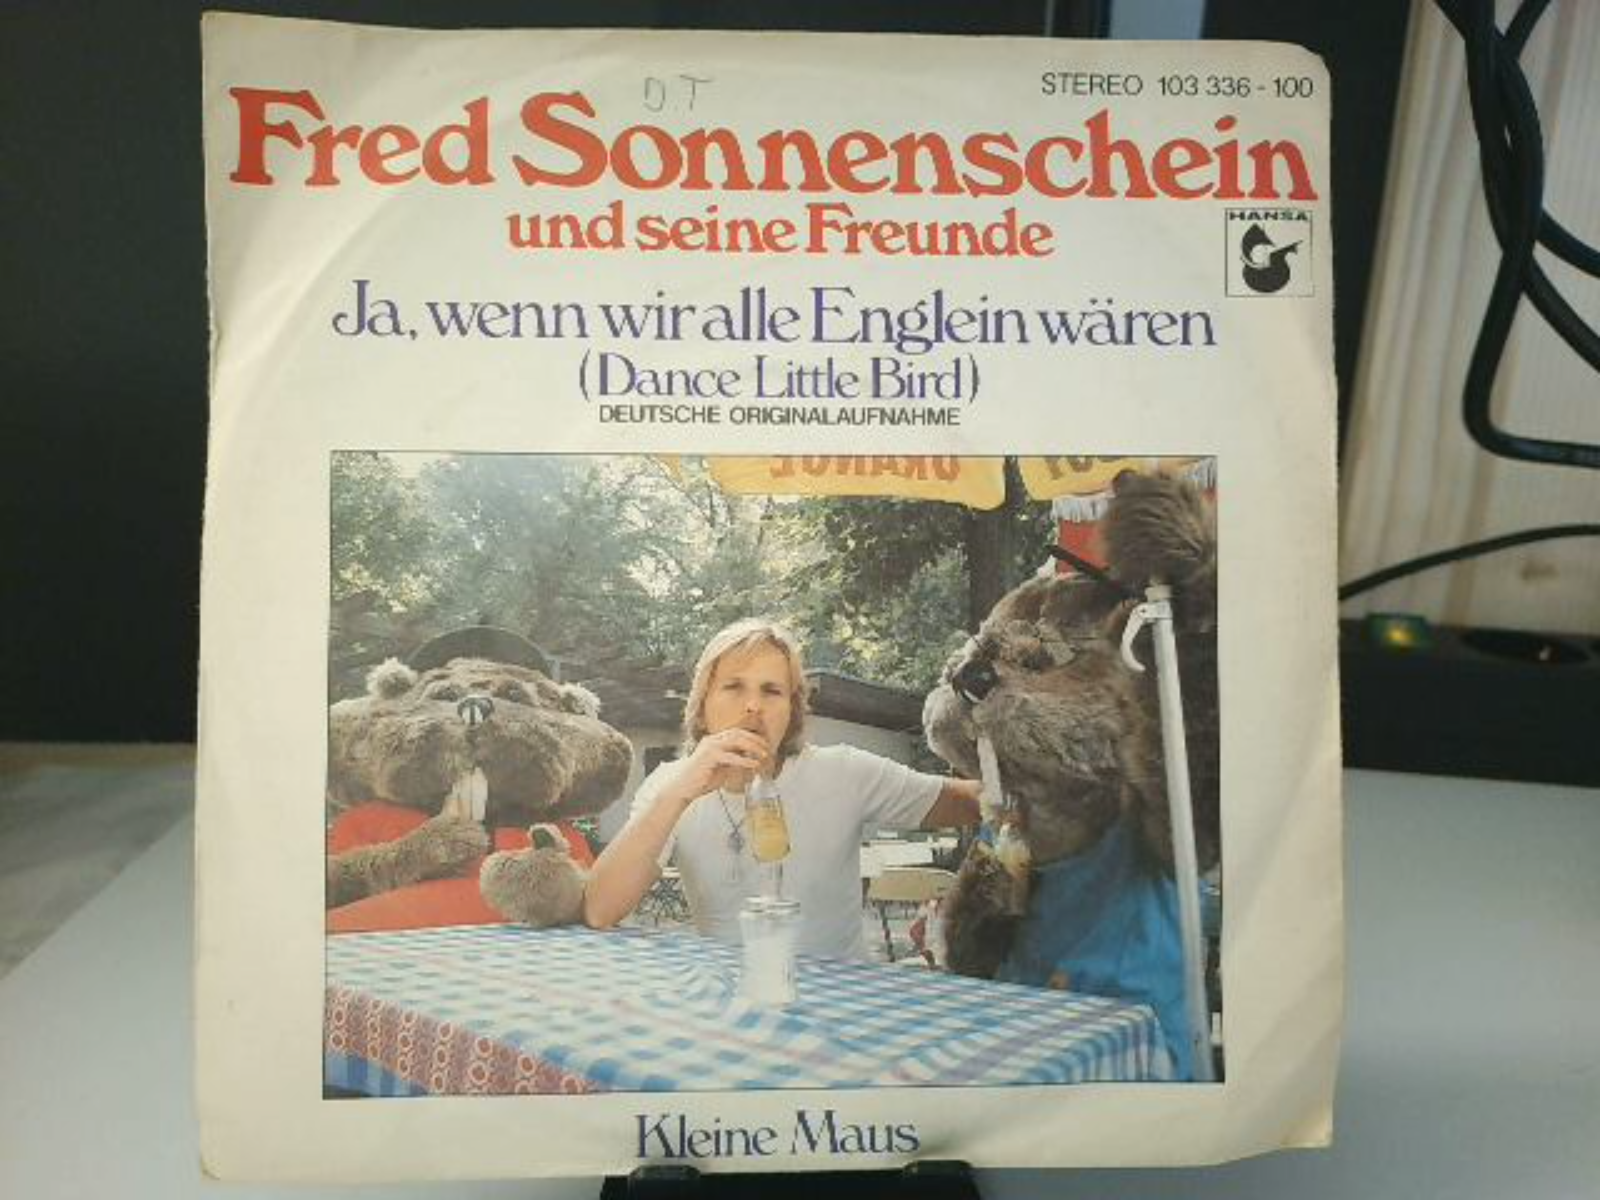 D.T
STEREO 103 336 - 100
Fred Sonnenschein
und seine Freunde
HANSA
Ja, wenn wir alle Englein wären
(Dance Little Bird)
DEUTSCHE ORIGINALAUFNAHME
ORANGE
Kleine Maus